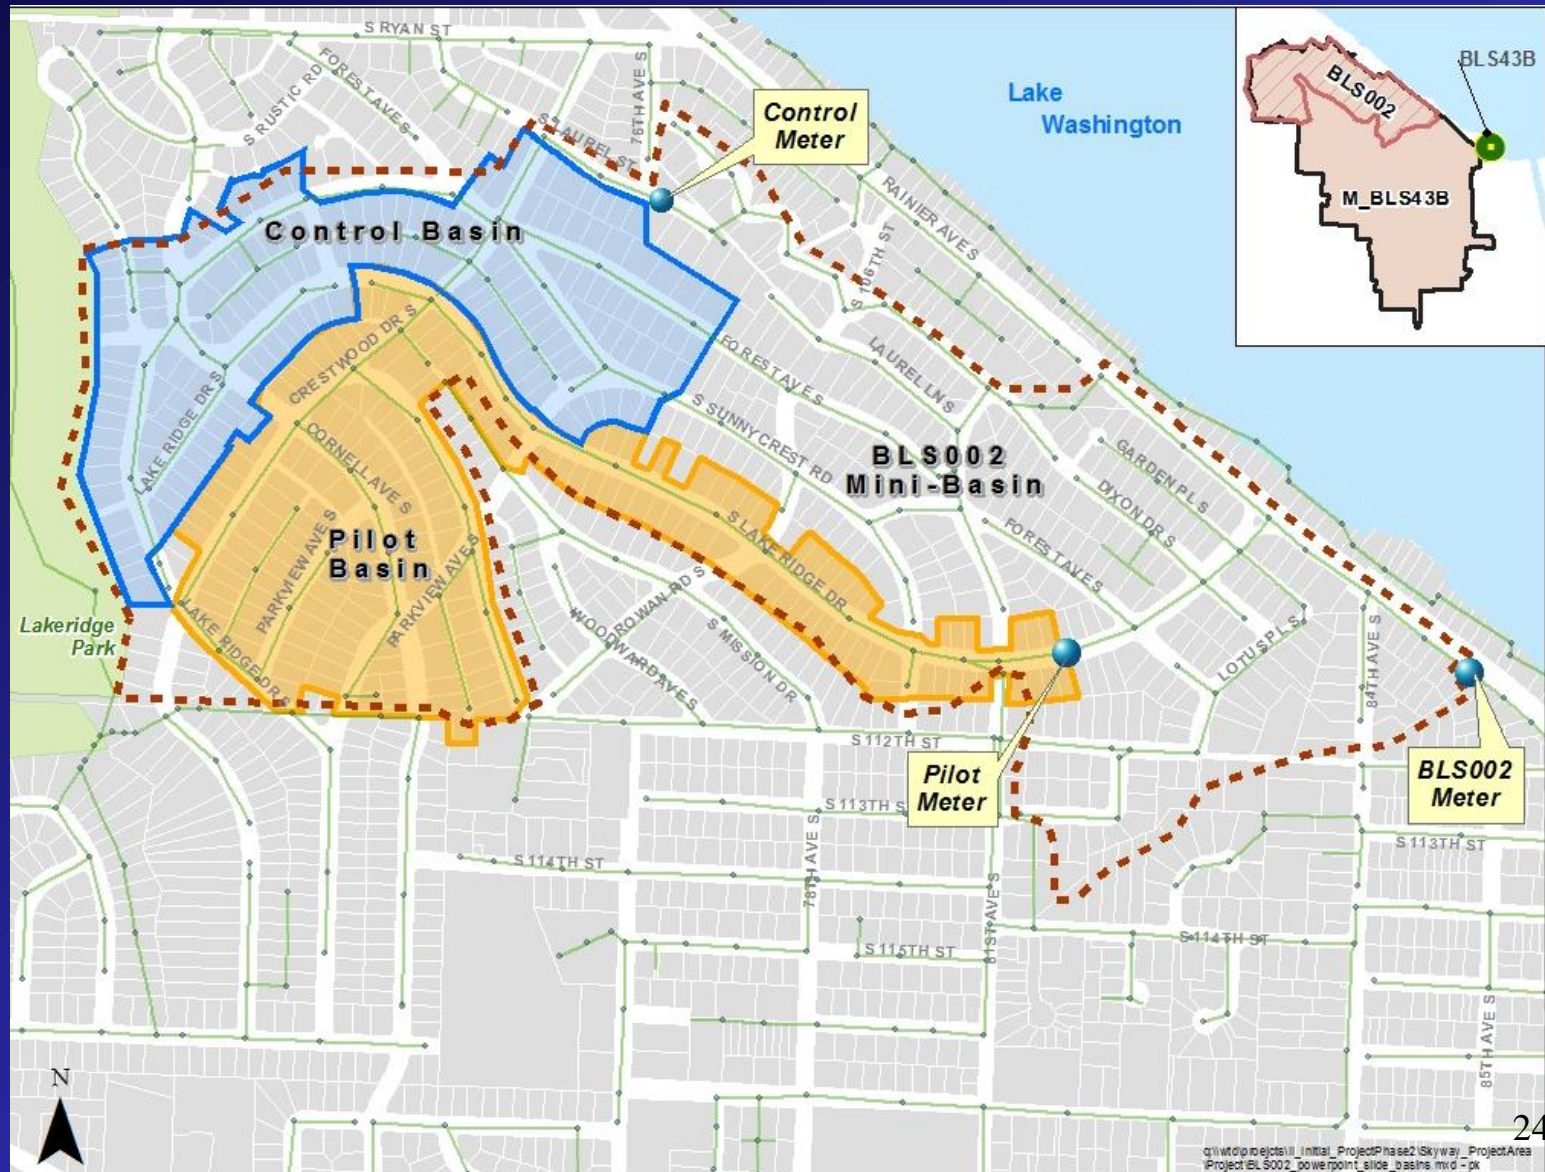 S RYAN ST
FOREST AVE S
S RUSTIC RD
76TH AVE S
S LAUREL ST
Control
Meter
Lake
Washington
BLS43B
BLS002
M_BLS43B
RAINIER AVE S
S 106TH ST
Control Basin
CRESTWOOD DR S
LAKE RIDGE DR S
FOREST AVE S
LAUREL LN S
S SUNNYCREST RD
BLS002
Mini-Basin
GARDEN PL S
DIXON DR S
FOREST AVE S
CORNELL AVE S
Pilot
Basin
PARKVIEW AVE S
PARKVIEW AVE S
S LAKERIDGE DR
LAKE RIDGE DR S
Lakeridge
Park
ROWAN RD S
WOODWARD AVE S
S MISSION DR
LOTUS PL S
84TH AVE S
S 112TH ST
Pilot
Meter
BLS002
Meter
S 113TH S
S 113TH ST
S 114TH ST
78TH AVE S
81ST AVE S
S 115TH ST
S 114TH ST
85TH AVE S
N
24